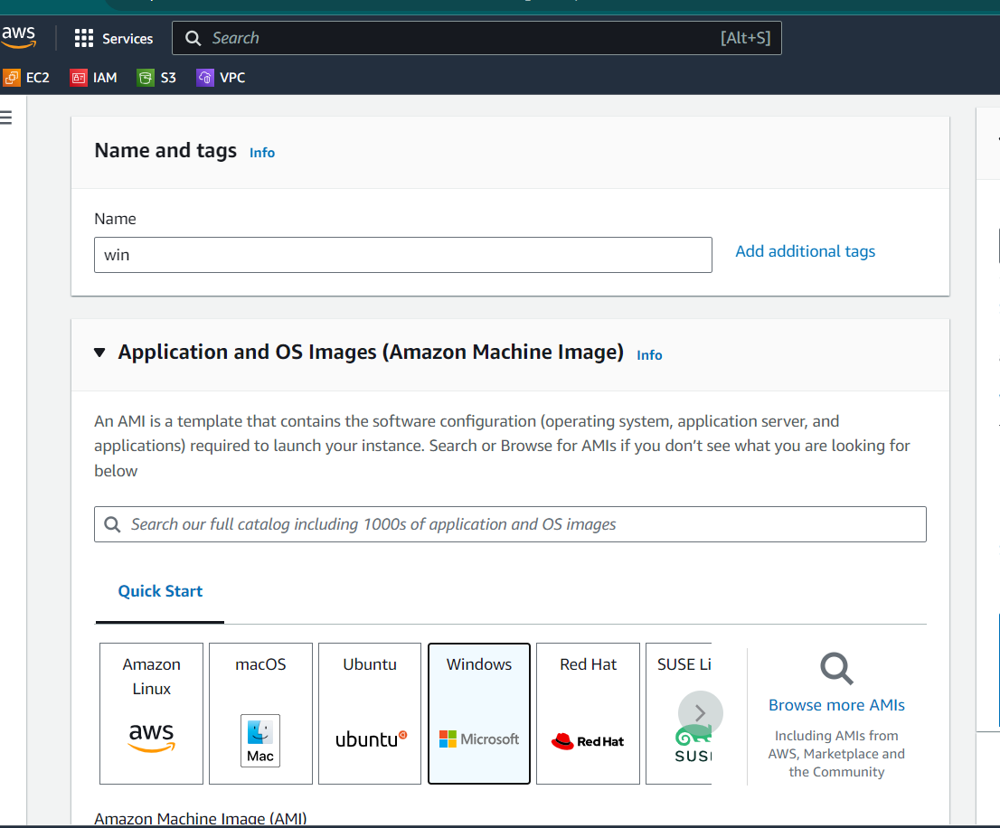 aws
Services
Search
[Alt+S]
EC2
IAM
S3
VPC
Name and tags Info
Name
win
Add additional tags
Application and OS Images (Amazon Machine Image) Info
An AMI is a template that contains the software configuration (operating system, application server, and
applications) required to launch your instance. Search or Browse for AMIs if you don’t see what you are looking for
below
Search our full catalog including 1000s of application and OS images
Quick Start
Amazon
Linux
aws
macOS
Mac
Ubuntu
ubuntu
Windows
Microsoft
Red Hat
Red Hat
SUSE Li
SUS
Browse more AMIs
Including AMIs from
AWS, Marketplace and
the Community
Amazon Machine Image (AMI)